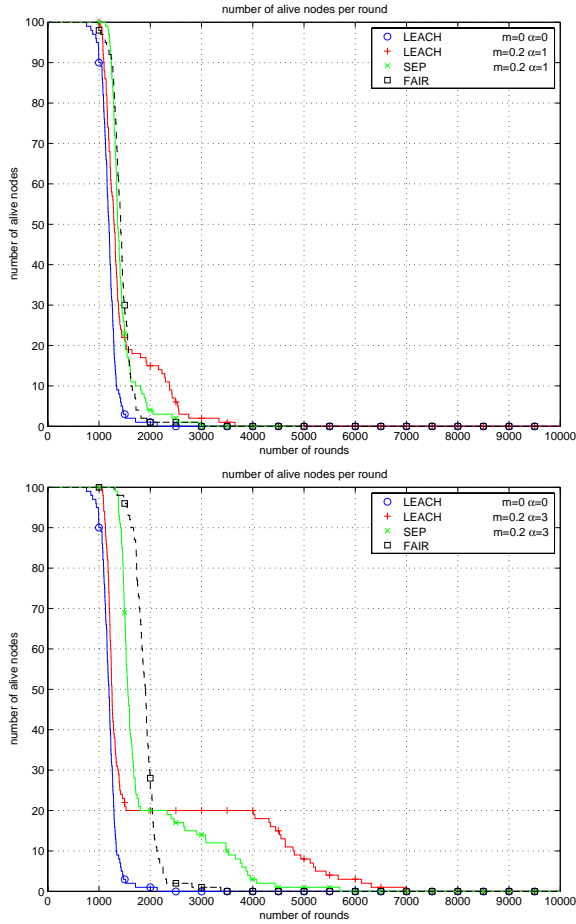 number of alive nodes per round
100
90
80
70
60
50
40
30
20
10
0
number of alive nodes
LEACH m=0 α=0
LEACH m=0.2 α=1
SEP m=0.2 α=1
FAIR
0 1000 2000 3000 4000 5000 6000 7000 8000 9000 10000
number of rounds
number of alive nodes per round
100
90
80
70
60
50
40
30
20
10
0
number of alive nodes
LEACH m=0 α=0
LEACH m=0.2 α=3
SEP m=0.2 α=3
FAIR
0 1000 2000 3000 4000 5000 6000 7000 8000 9000 10000
number of rounds